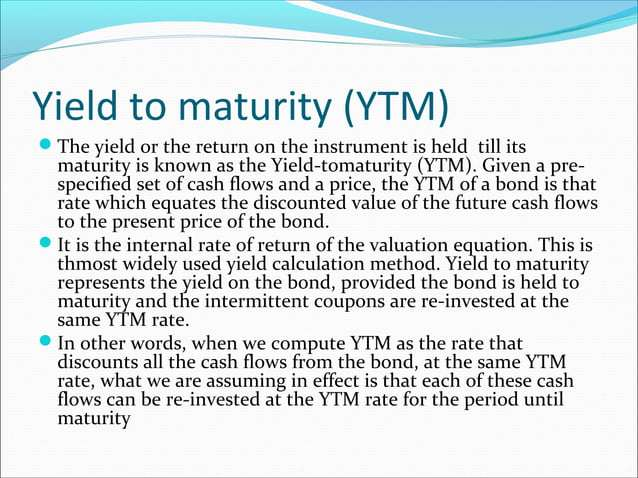 Yield to maturity (YTM)
The yield or the return on the instrument is held  till its
maturity is known as the Yield-tomaturity (YTM). Given a pre-
specified set of cash flows and a price, the YTM of a bond is that
rate which equates the discounted value of the future cash flows
to the present price of the bond.
It is the internal rate of return of the valuation equation. This is
thmost widely used yield calculation method. Yield to maturity
represents the yield on the bond, provided the bond is held to
maturity and the intermittent coupons are re-invested at the
same YTM rate.
In other words, when we compute YTM as the rate that
discounts all the cash flows from the bond, at the same YTM
rate, what we are assuming in effect is that each of these cash
flows can be re-invested at the YTM rate for the period until
maturity